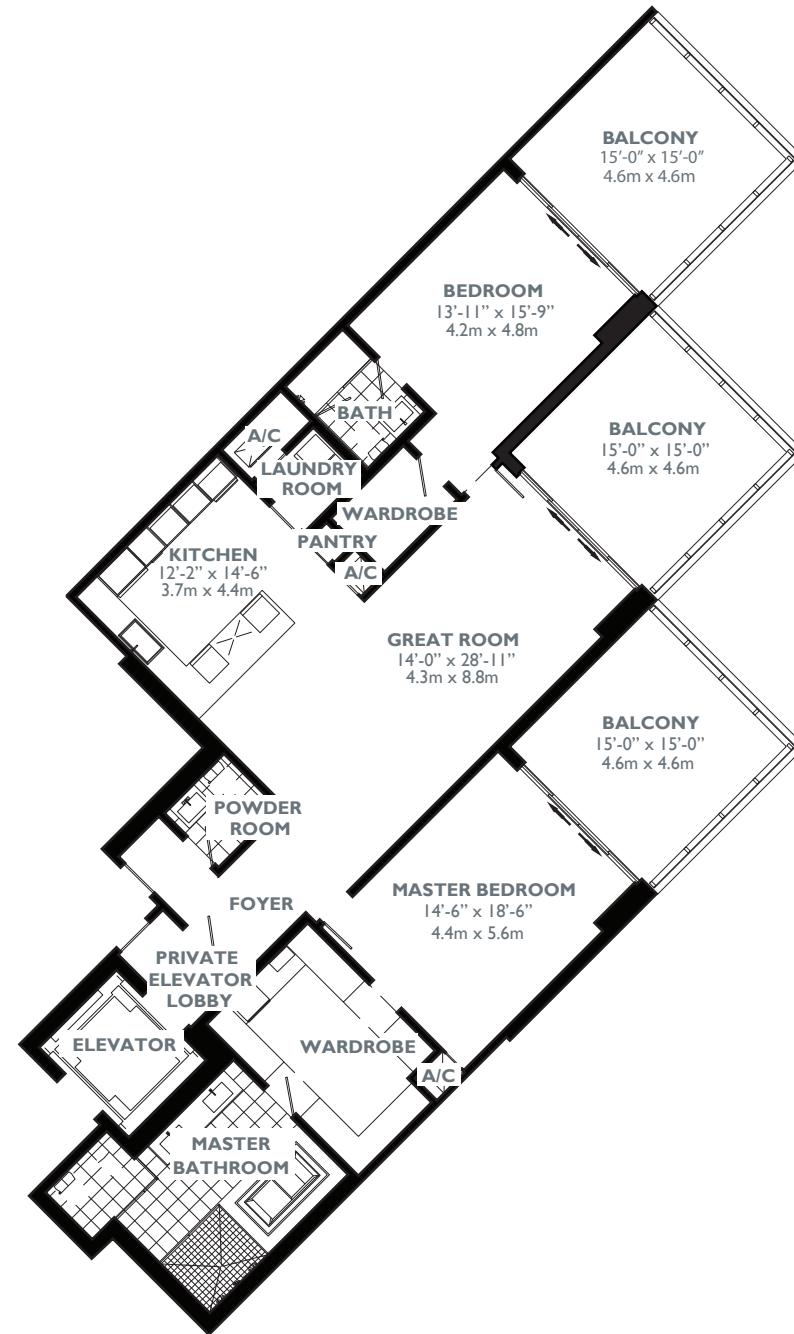 BALCONY
15'-0" x 15'-0"
4.6m x 4.6m
BEDROOM
13'-11" x 15'-9"
4.2m x 4.8m
BATH
BALCONY
15'-0" x 15'-0"
4.6m x 4.6m
A/C
LAUNDRY
ROOM
WARDROBE
PANTRY
KITCHEN
12'-2" x 14'-6"
3.7m x 4.4m
A/C
GREAT ROOM
14'-0" x 28'-11"
4.3m x 8.8m
BALCONY
15'-0" x 15'-0"
4.6m x 4.6m
POWDER
ROOM
MASTER BEDROOM
14'-6" x 18'-6"
4.4m x 5.6m
FOYER
PRIVATE
ELEVATOR
LOBBY
ELEVATOR
WARDROBE
A/C
MASTER
BATHROOM